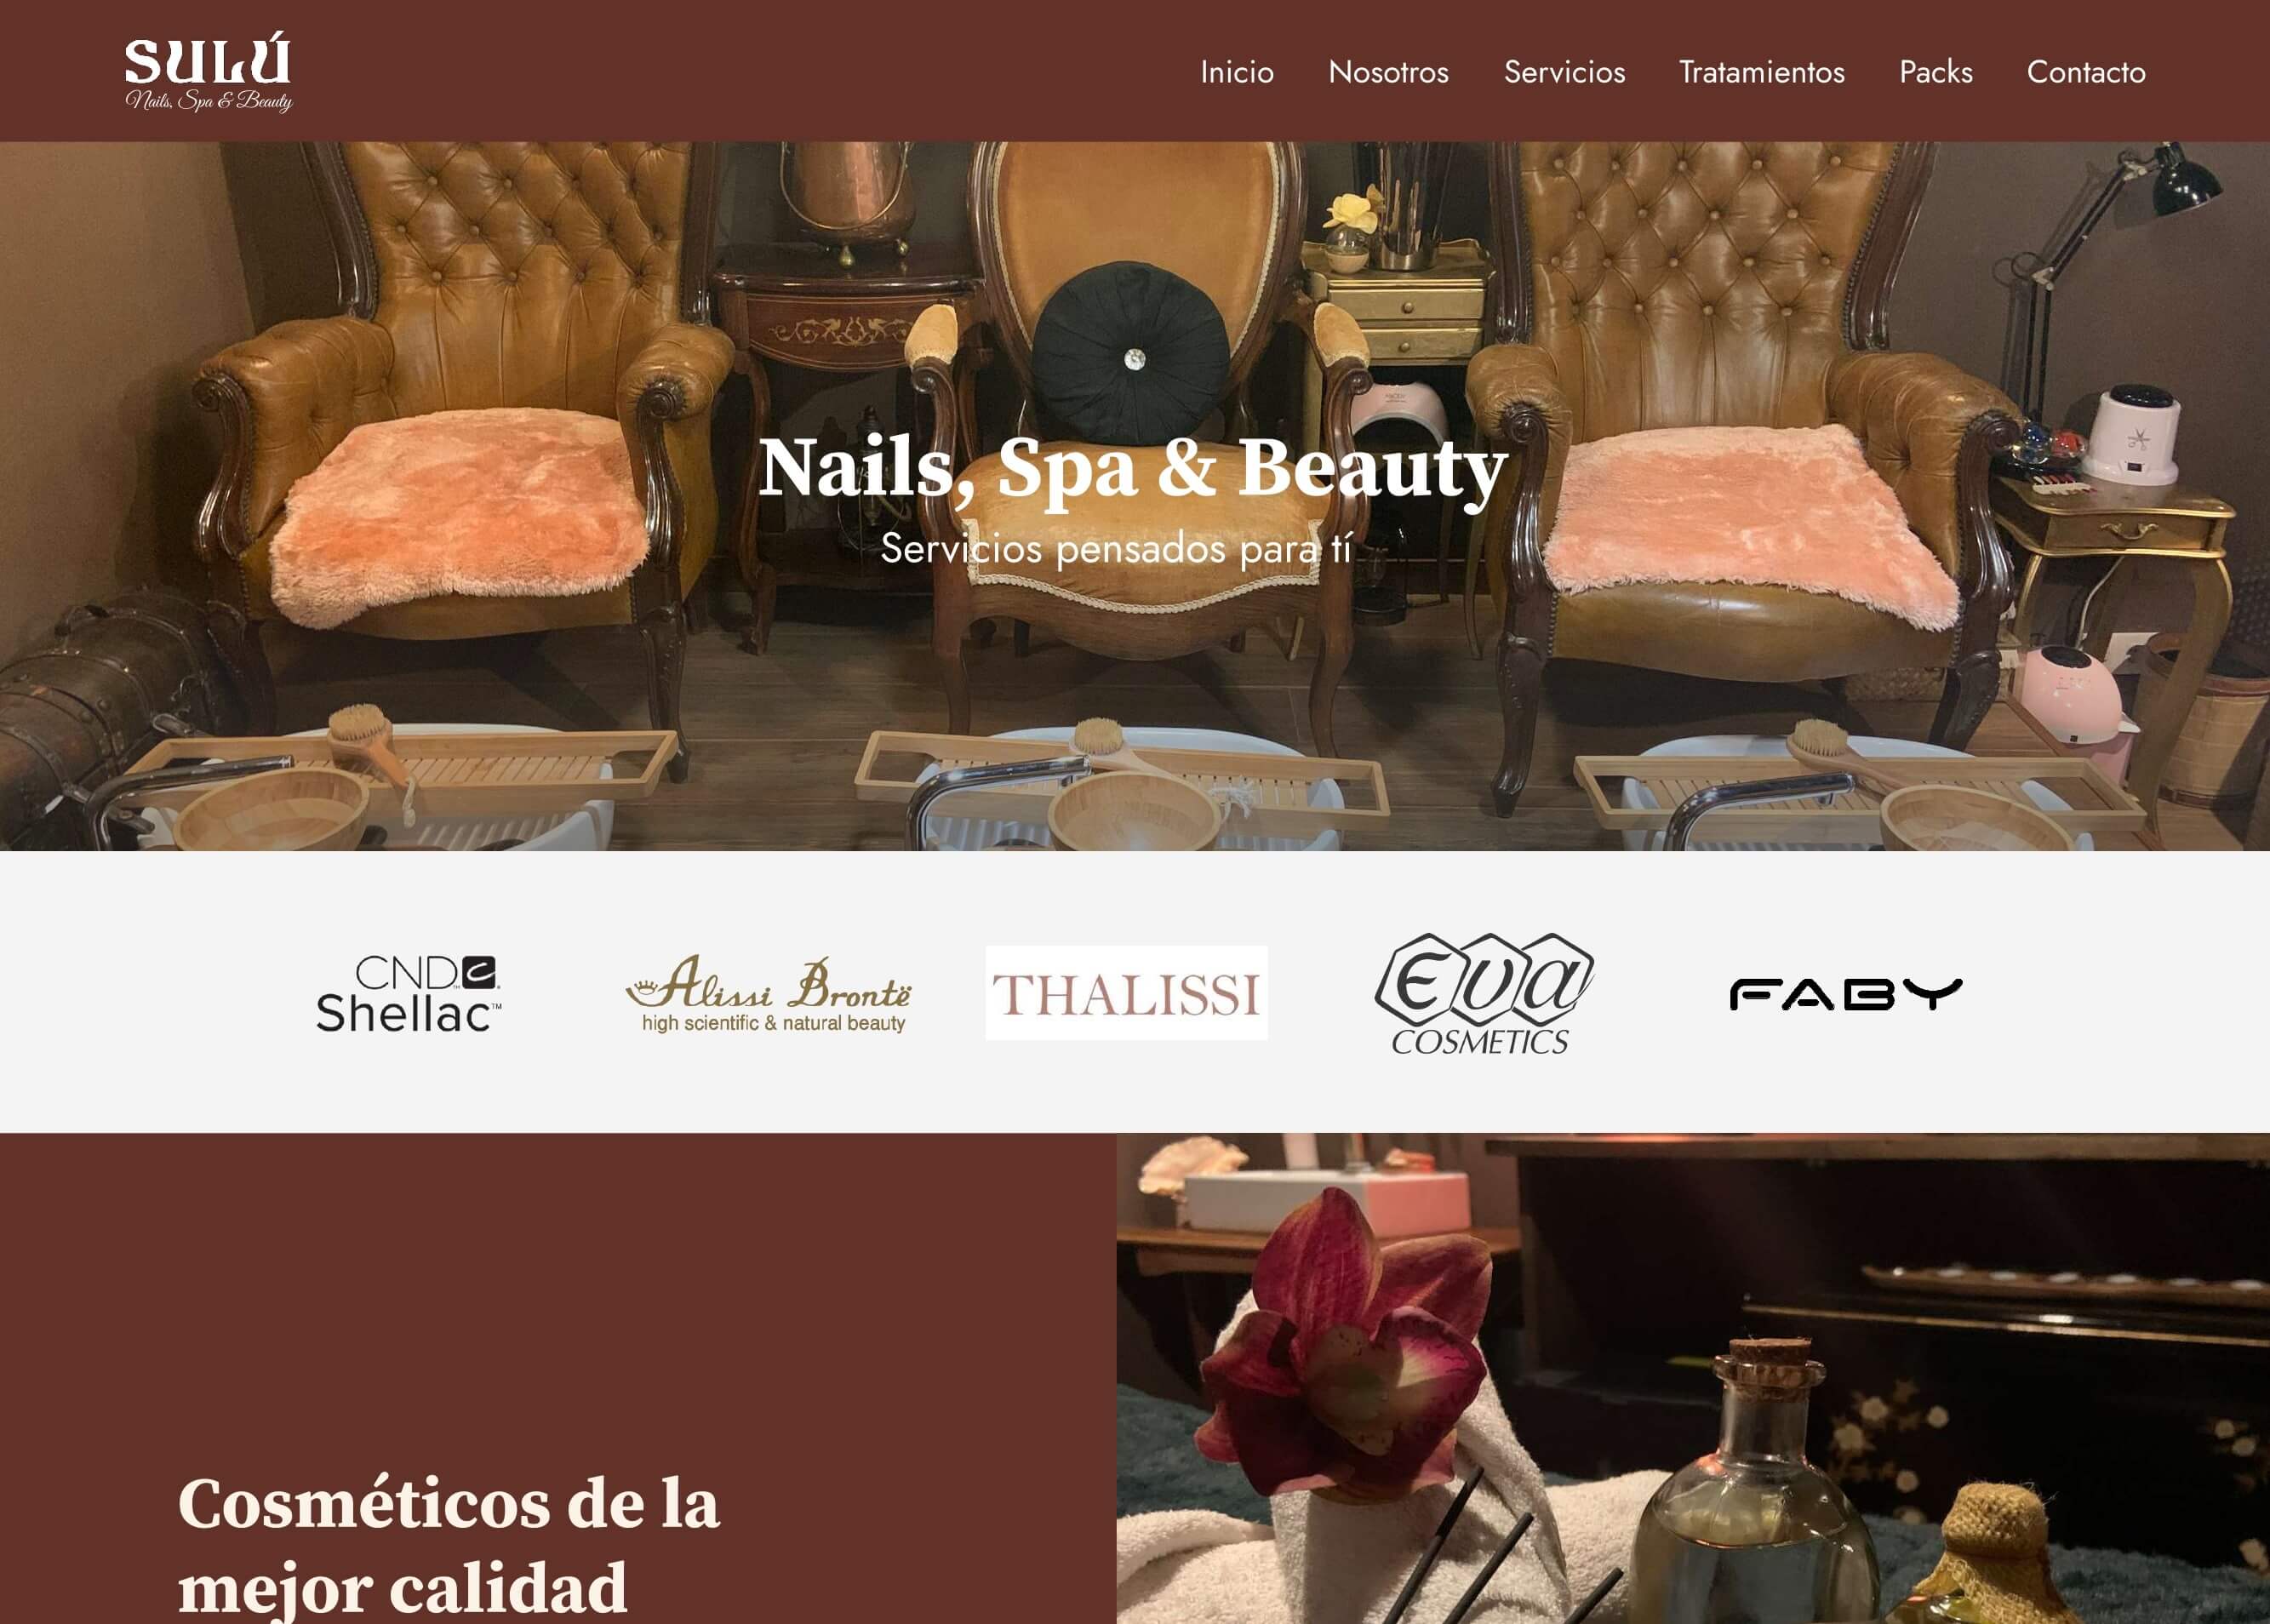 SULÚ
Nails, Spa & Beauty
Inicio Nosotros Servicios Tratamientos Packs Contacto
Nails, Spa & Beauty
Servicios pensados para tí
CND
Shellac™
Alissi Brontë
high scientific & natural beauty
THALISSI
Eva
COSMETICS
FABY
Cosméticos de la
mejor calidad